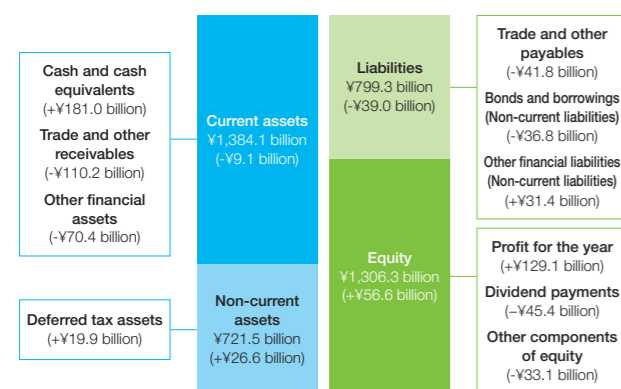 Cash and cash
equivalents
(+¥181.0 billion)
Trade and other
receivables
(-¥110.2 billion)
Other financial
assets
(-¥70.4 billion)
Deferred tax assets
(+¥19.9 billion)
Current assets
¥1,384.1 billion
(-¥9.1 billion)
Non-current
assets
¥721.5 billion
(+¥26.6 billion)
Liabilities
¥799.3 billion
(-¥39.0 billion)
Equity
¥1,306.3 billion
(+¥56.6 billion)
Trade and other
payables
(-¥41.8 billion)
Bonds and borrowings
(Non-current liabilities)
(-¥36.8 billion)
Other financial liabilities
(Non-current liabilities)
(+¥31.4 billion)
Profit for the year
(+¥129.1 billion)
Dividend payments
(−¥45.4 billion)
Other components
of equity
(-¥33.1 billion)